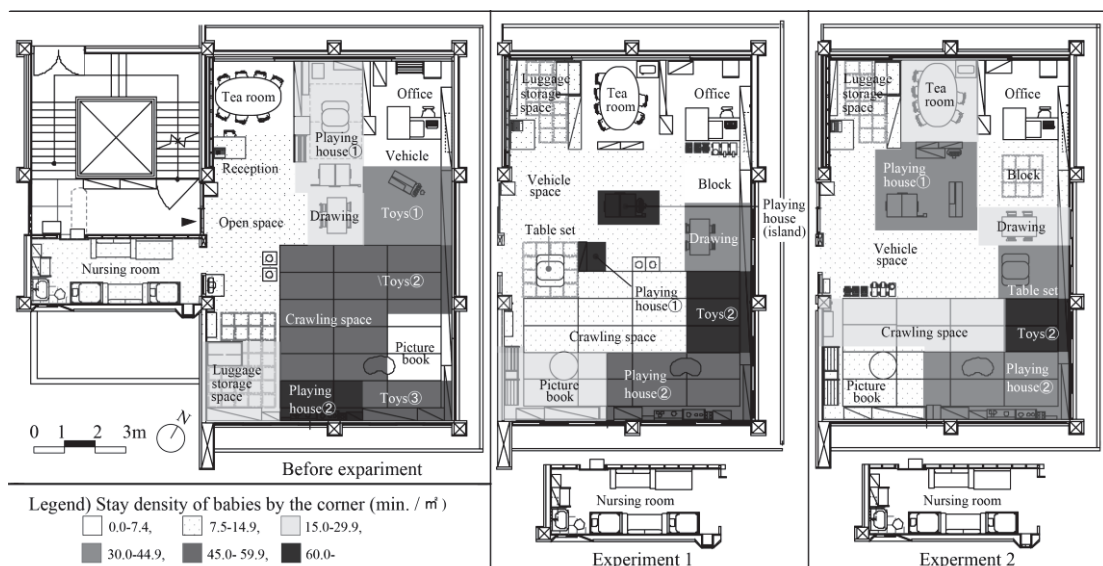 Tea room
Office
Playing
house①
Vehicle
Reception
Toys①
Open space
Drawing
Nursing room
\Toys②
Crawling space
Picture
book
Luggage
storage
space
Playing
house②
Toys③
0 1 2 3m
N
Before expariment
Luggage
storage
space
Tea
room
Office
Vehicle
space
Block
Playing
house
(island)
Drawing
Table set
Playing
house①
Toys②
Crawling space
Picture
book
Playing
house②
Nursing room
Experiment 1
Luggage
storage
space
Tea
room
Office
Playing
house①
Block
Drawing
Vehicle
space
Table set
Crawling space
Toys②
Picture
book
Playing
house②
Nursing room
Experment 2
Legend) Stay density of babies by the corner (min. / ㎡)
0.0-7.4, 7.5-14.9, 15.0-29.9,
30.0-44.9, 45.0- 59.9, 60.0-